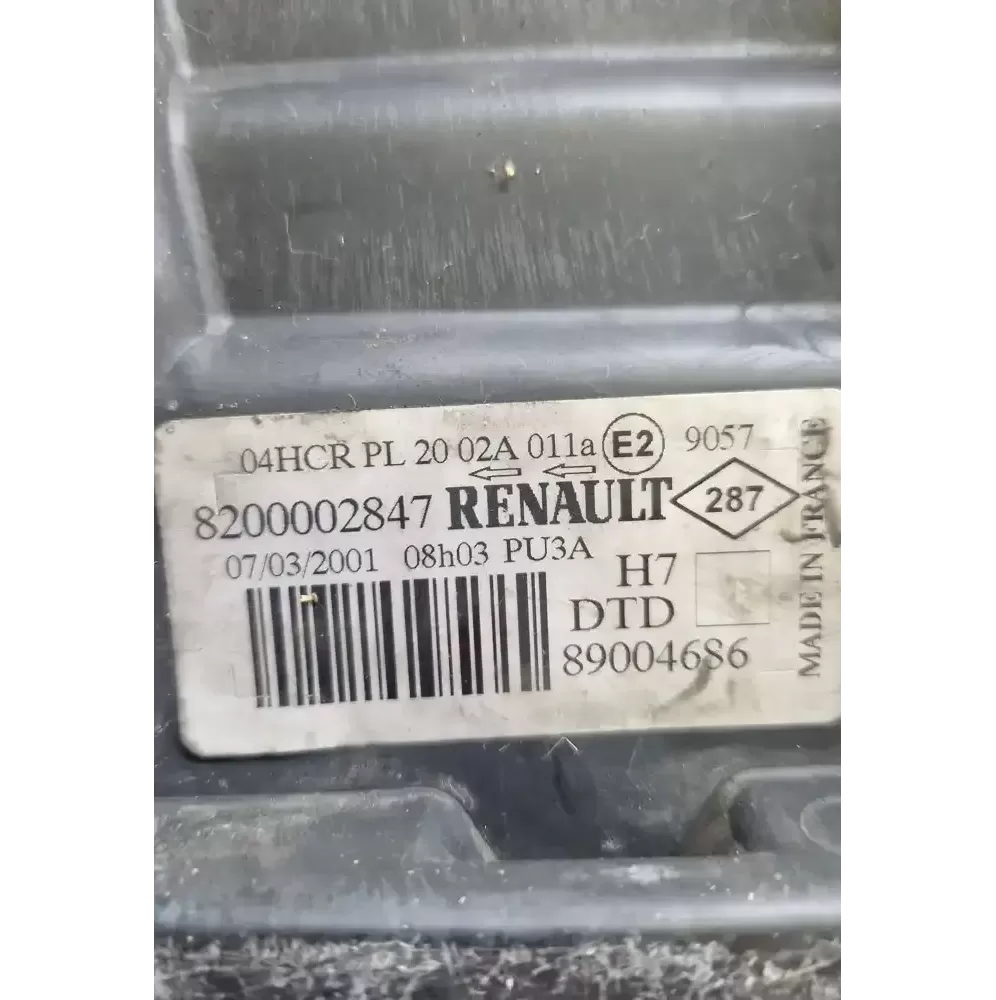 04HCR PL 20 02A 011a E2 9057
8200002847 RENAULT 287
07/03/2001 08h03 PU3A
H7
DTD
89004686
MADE IN FRANCE